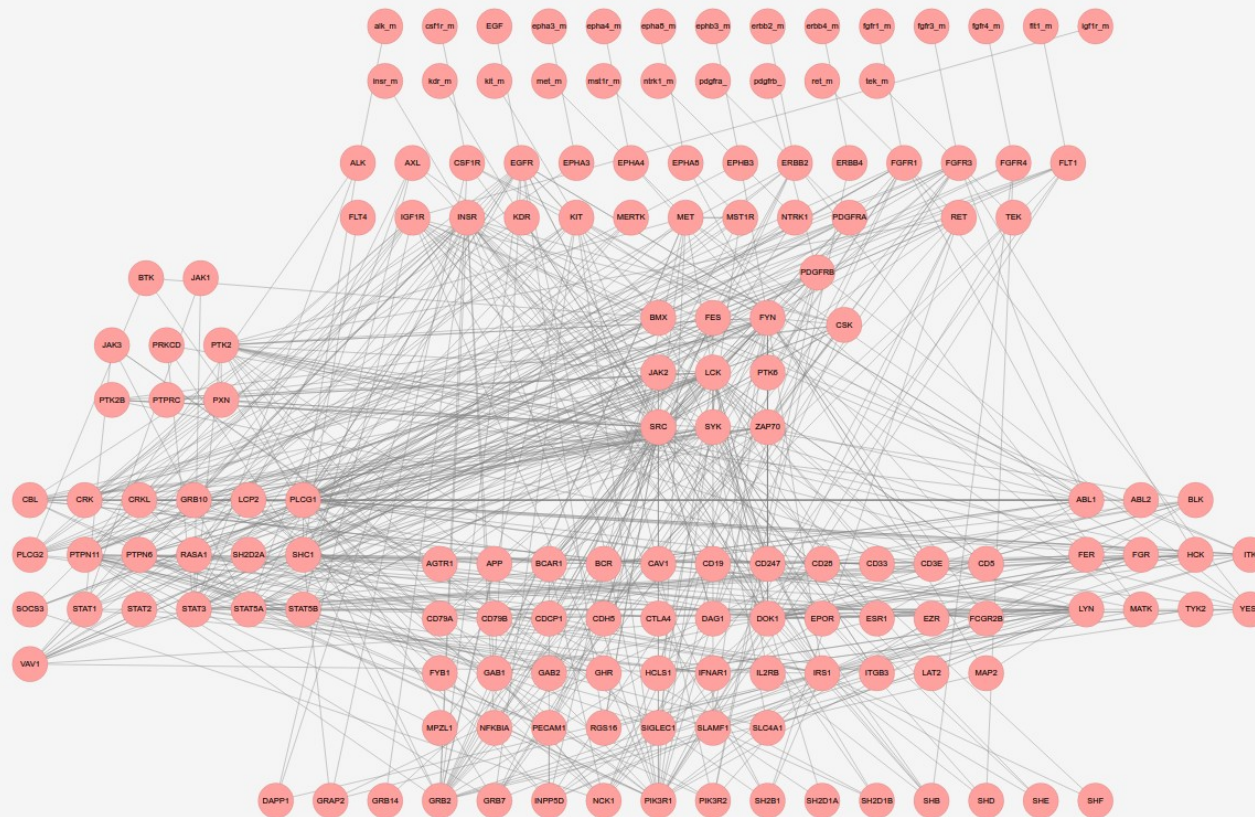 alk_m csf1r_m EGF epha3_m epha4_m epha8_m ephb3_m erbb2_m erbb4_m fgfr1_m fgfr3_m fgfr4_m flt1_m igf1r_m
insr_m kdr_m kit_m met_m mst1r_m ntrk1_m pdgfra_ pdgfrb_ ret_m tek_m
ALK AXL CSF1R EGFR EPHA3 EPHA4 EPHA8 EPHB3 ERBB2 ERBB4 FGFR1 FGFR3 FGFR4 FLT1
FLT4 IGF1R INSR KDR KIT MERTK MET MST1R NTRK1 PDGFRA RET TEK
BTK JAK1 PDGFRB
BMX FES FYN CSK
JAK3 PRKCD PTK2
JAK2 LCK PTK6
PTK2B PTPRC PXN
SRC SYK ZAP70
CBL CRK CRKL GRB10 LCP2 PLCG1 ABL1 ABL2 BLK
PLCG2 PTPN11 PTPN6 RASA1 SH2D2A SHC1 AGTR1 APP BCAR1 BCR CAV1 CD19 CD247 CD28 CD33 CD3E CD5 FER FGR HCK ITK
SOCS3 STAT1 STAT2 STAT3 STAT5A STAT5B CD79A CD79B CDCP1 CDH5 CTLA4 DAG1 DOK1 EPOR ESR1 EZR FCGR2B LYN MATK TYK2 YES
VAV1 FYB1 GAB1 GAB2 GHR HCLS1 IFNAR1 IL2RB IRS1 ITGB3 LAT2 MAP2
MPZL1 NFKBIA PECAM1 RGS16 SIGLEC1 SLAMF1 SLC4A1
DAPP1 GRAP2 GRB14 GRB2 GRB7 INPP5D NCK1 PIK3R1 PIK3R2 SH2B1 SH2D1A SH2D1B SHB SHD SHE SHF